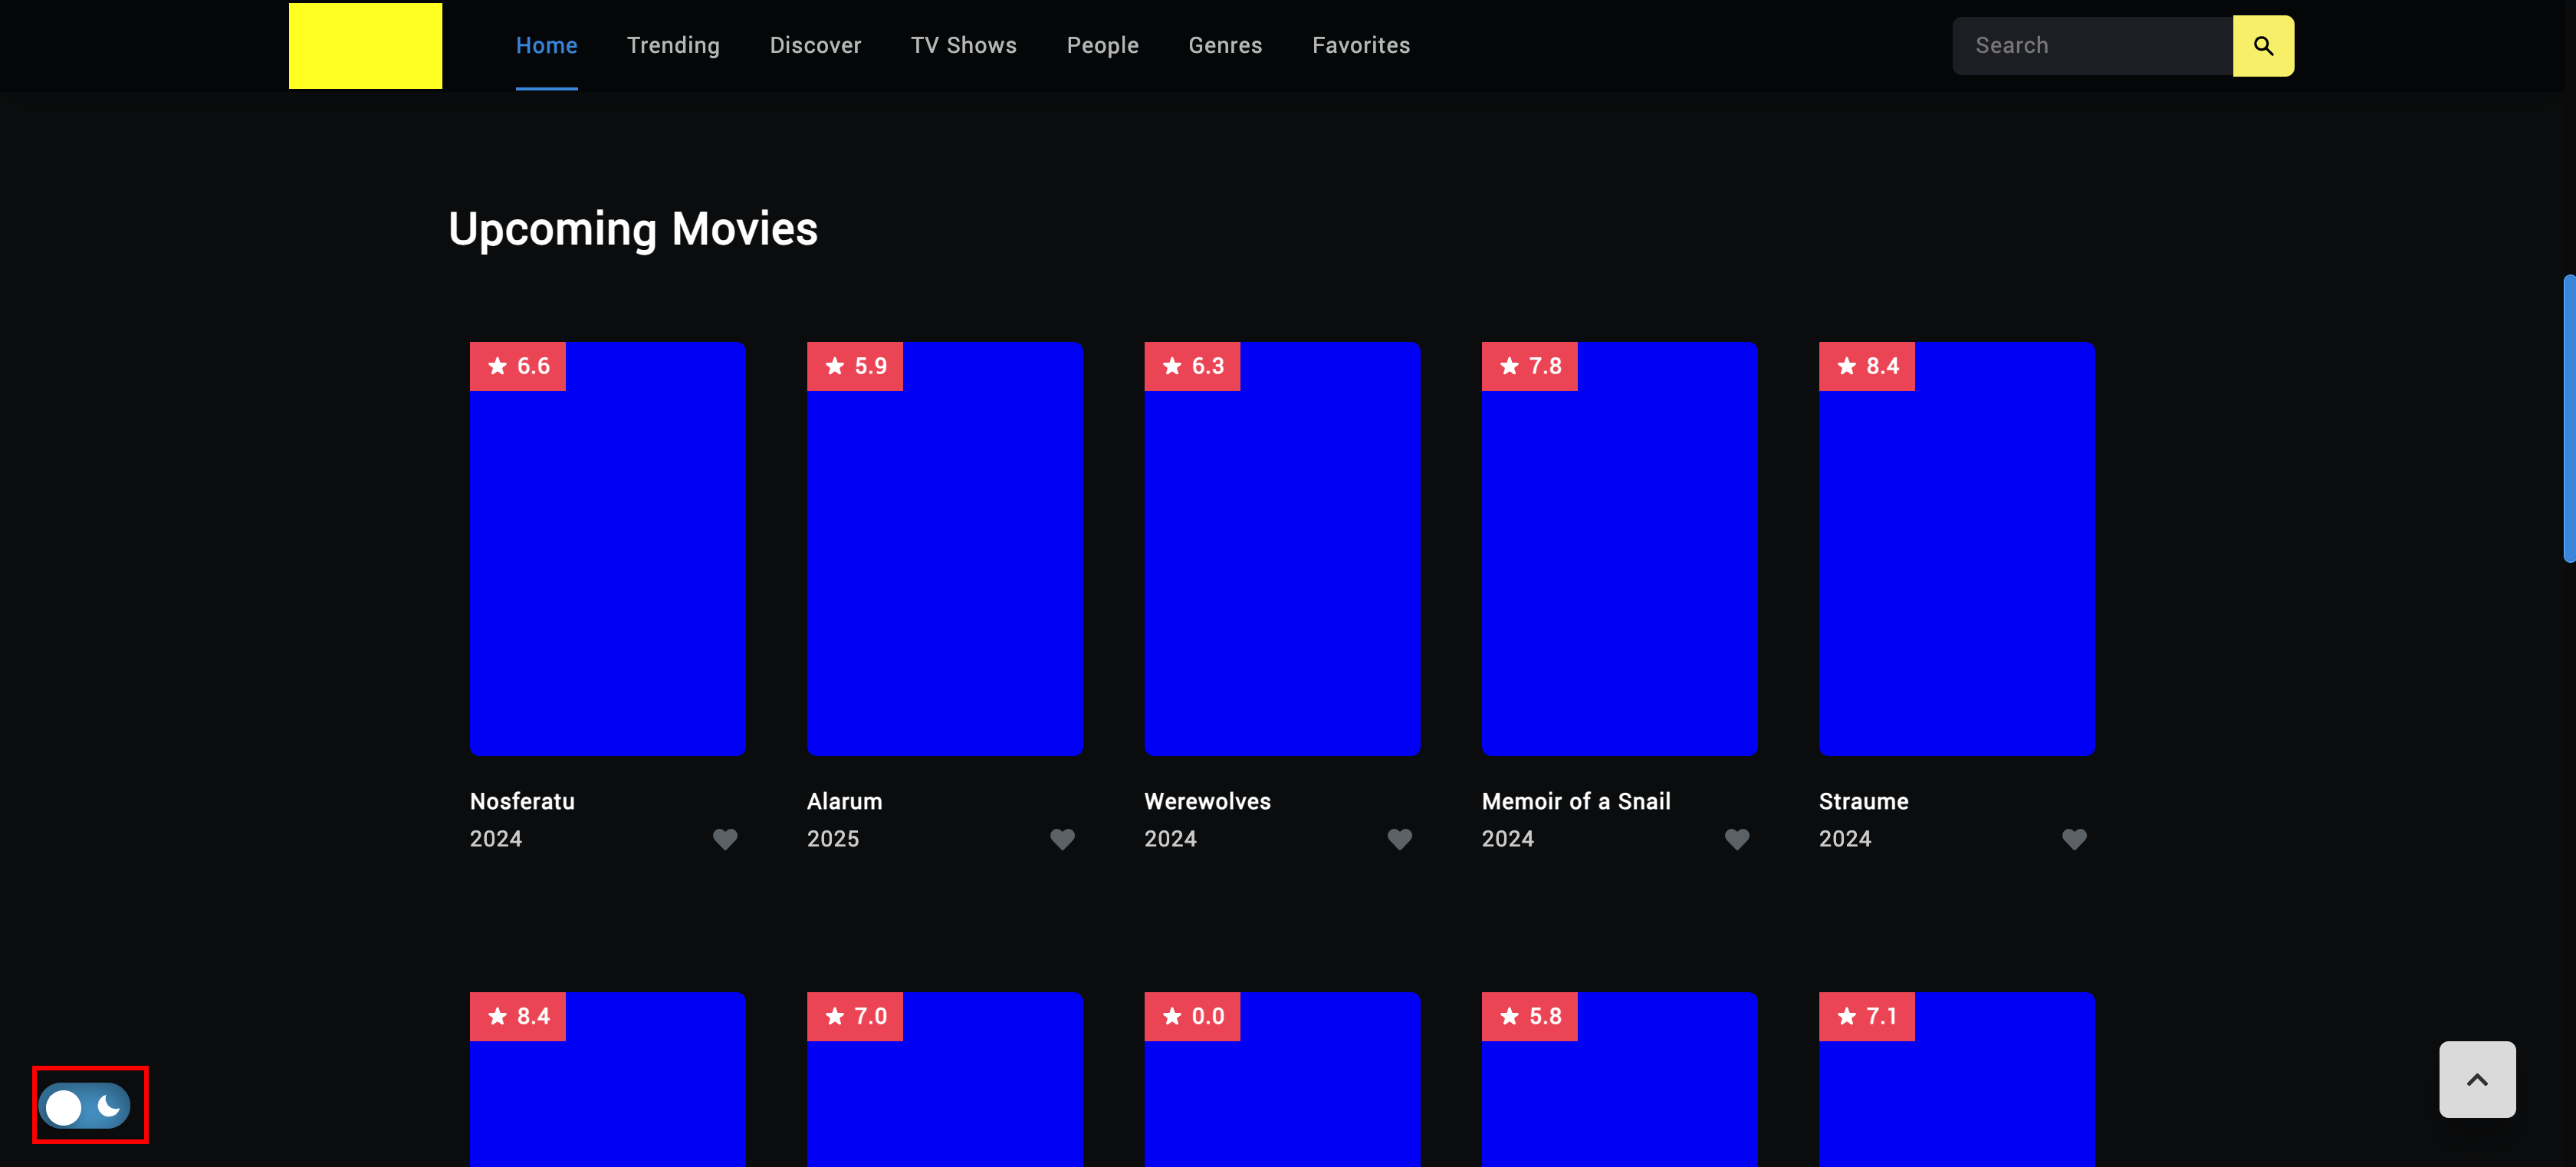 Home Trending Discover TV Shows People Genres Favorites Search
Upcoming Movies
6.6 5.9 6.3 7.8 8.4
Nosferatu Alarum Werewolves Memoir of a Snail Straume
2024 2025 2024 2024 2024
8.4 7.0 0.0 5.8 7.1